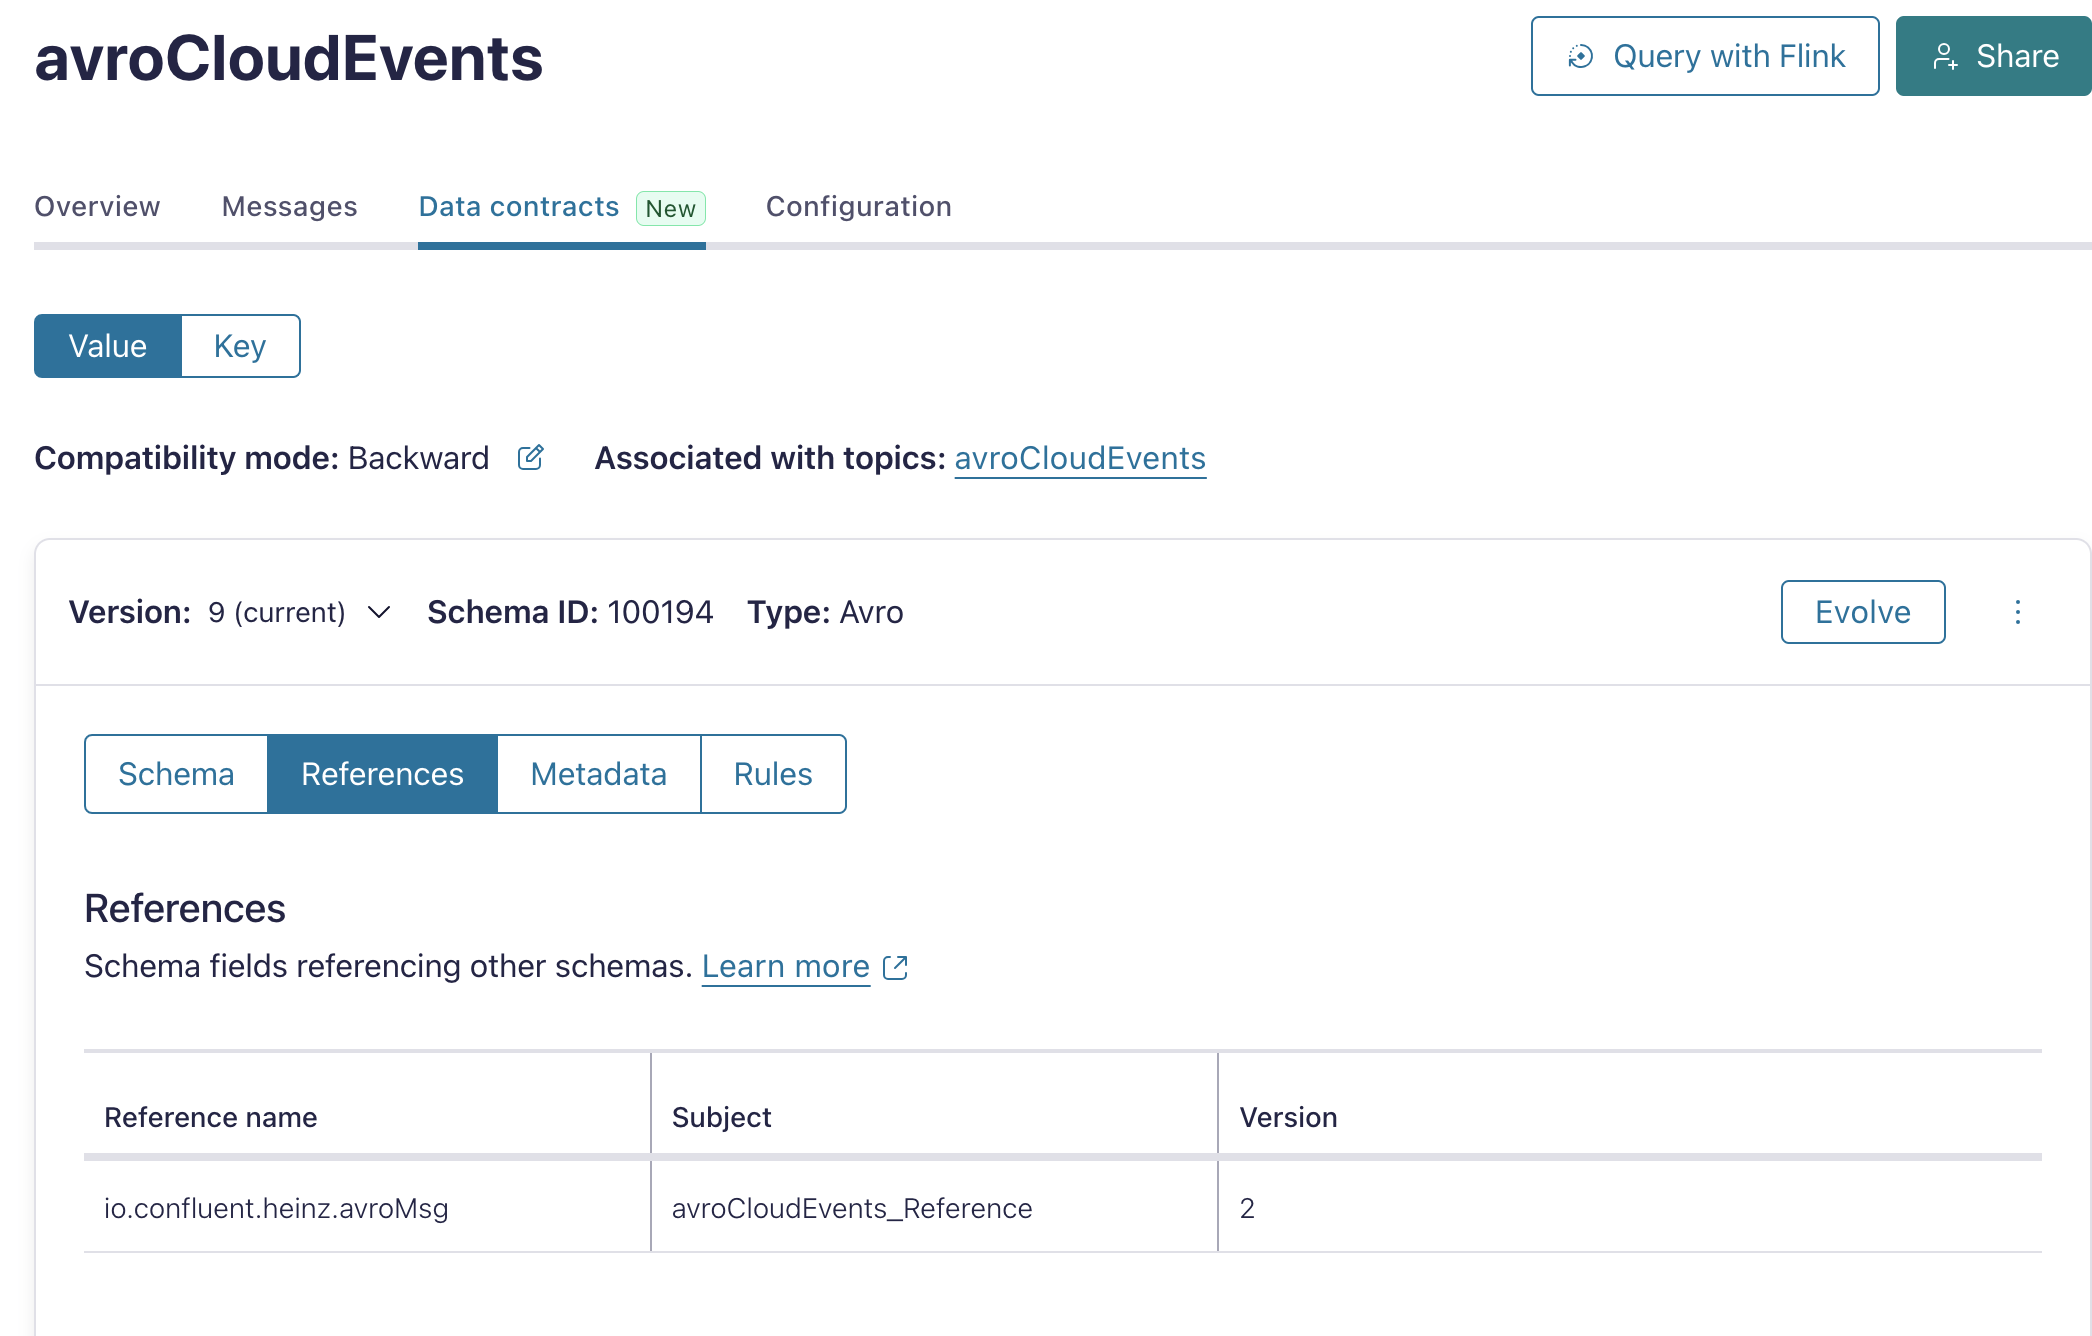 avroCloudEvents
Query with Flink
Share
Overview Messages Data contracts New Configuration
Value Key
Compatibility mode: Backward Associated with topics: avroCloudEvents
Version: 9 (current) Schema ID: 100194 Type: Avro Evolve
Schema References Metadata Rules
References
Schema fields referencing other schemas. Learn more
Reference name Subject Version
io.confluent.heinz.avroMsg avroCloudEvents_Reference 2